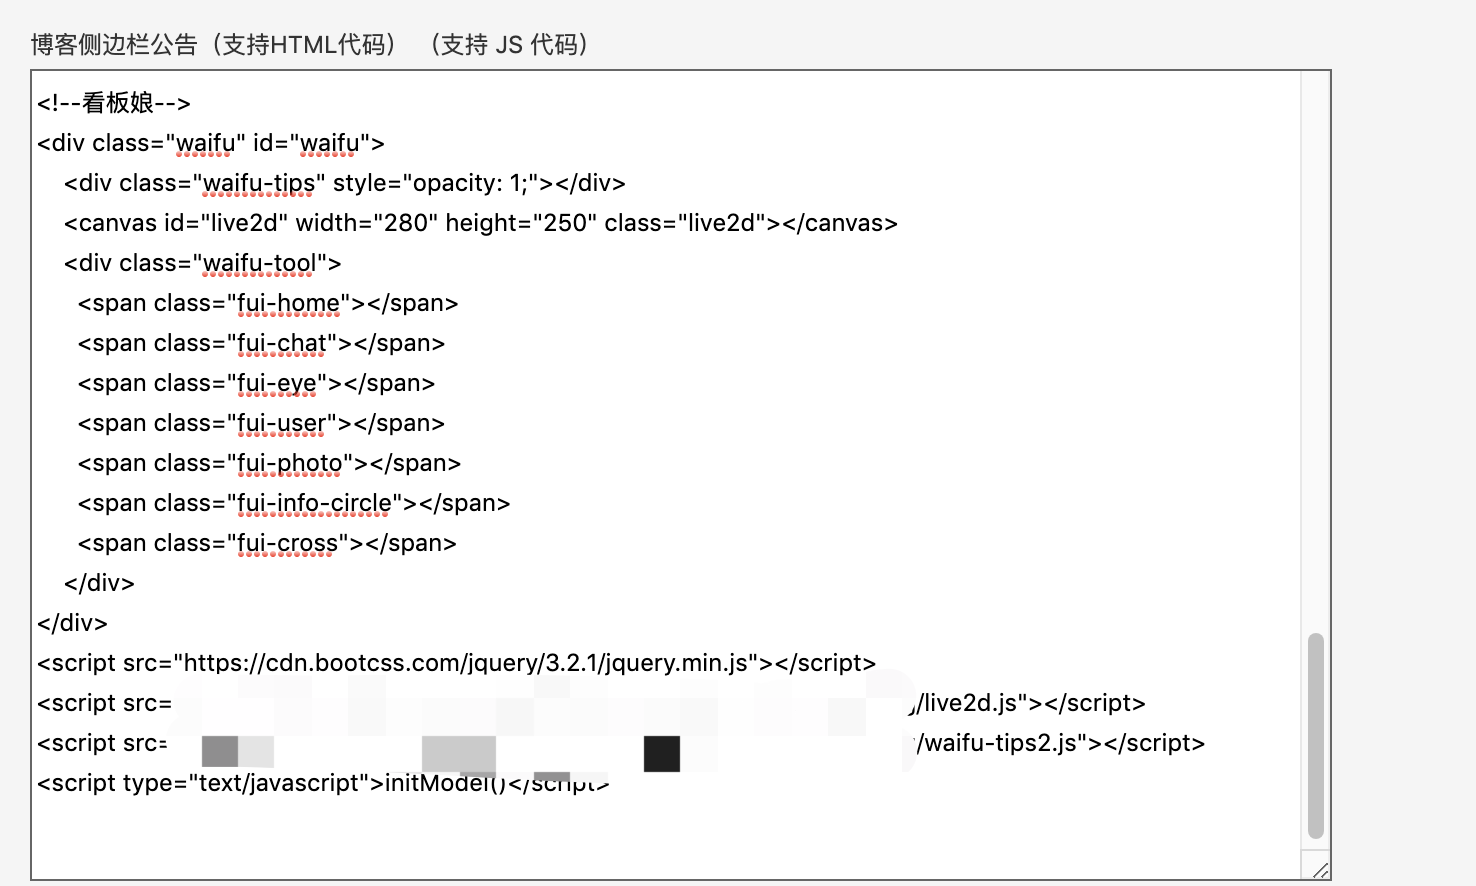 博客侧边栏公告（支持HTML代码） （支持 JS 代码）
<!--看板娘-->
<div class="waifu" id="waifu">
<div class="waifu-tips" style="opacity: 1;"></div>
<canvas id="live2d" width="280" height="250" class="live2d"></canvas>
<div class="waifu-tool">
<span class="fui-home"></span>
<span class="fui-chat"></span>
<span class="fui-eye"></span>
<span class="fui-user"></span>
<span class="fui-photo"></span>
<span class="fui-info-circle"></span>
<span class="fui-cross"></span>
</div>
</div>
<script src="https://cdn.bootcss.com/jquery/3.2.1/jquery.min.js"></script>
<script src= /live2d.js"></script>
<script src= /waifu-tips2.js"></script>
<script type="text/javascript">initModel()</script>